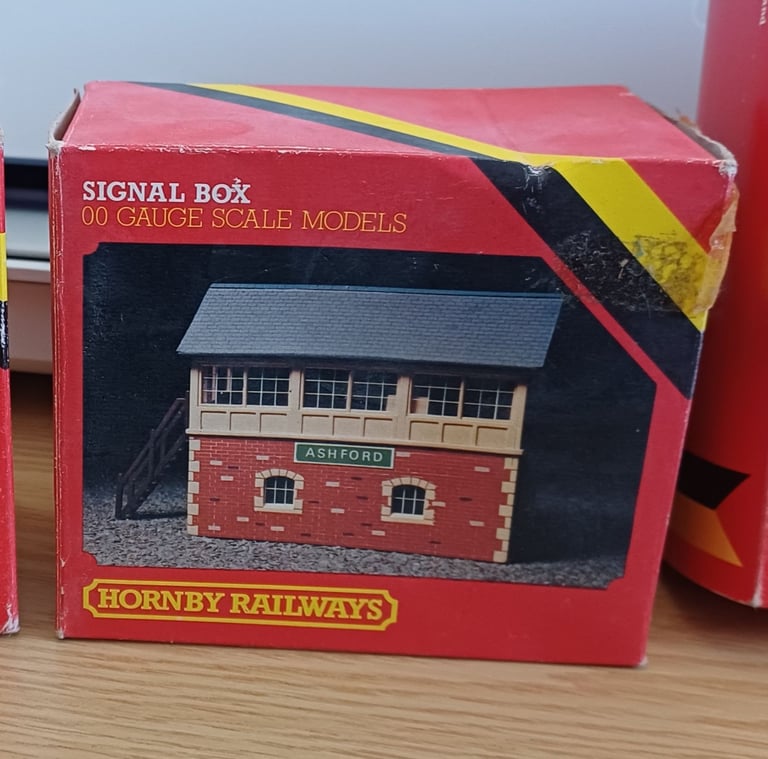 SIGNAL BOX
00 GAUGE SCALE MODELS
ASHFORD
HORNBY RAILWAYS